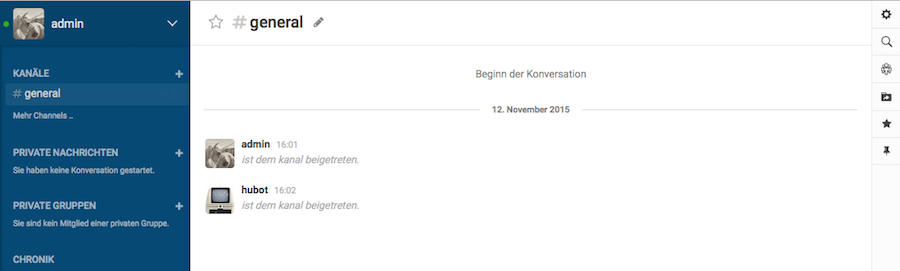 admin
KANÄLE +
# general
Mehr Channels ..
PRIVATE NACHRICHTEN +
Sie haben keine Konversation gestartet.
PRIVATE GRUPPEN +
Sie sind kein Mitglied einer privaten Gruppe.
CHRONIK
# general
Beginn der Konversation
12. November 2015
admin 16:01
ist dem kanal beigetreten.
hubot 16:02
ist dem kanal beigetreten.